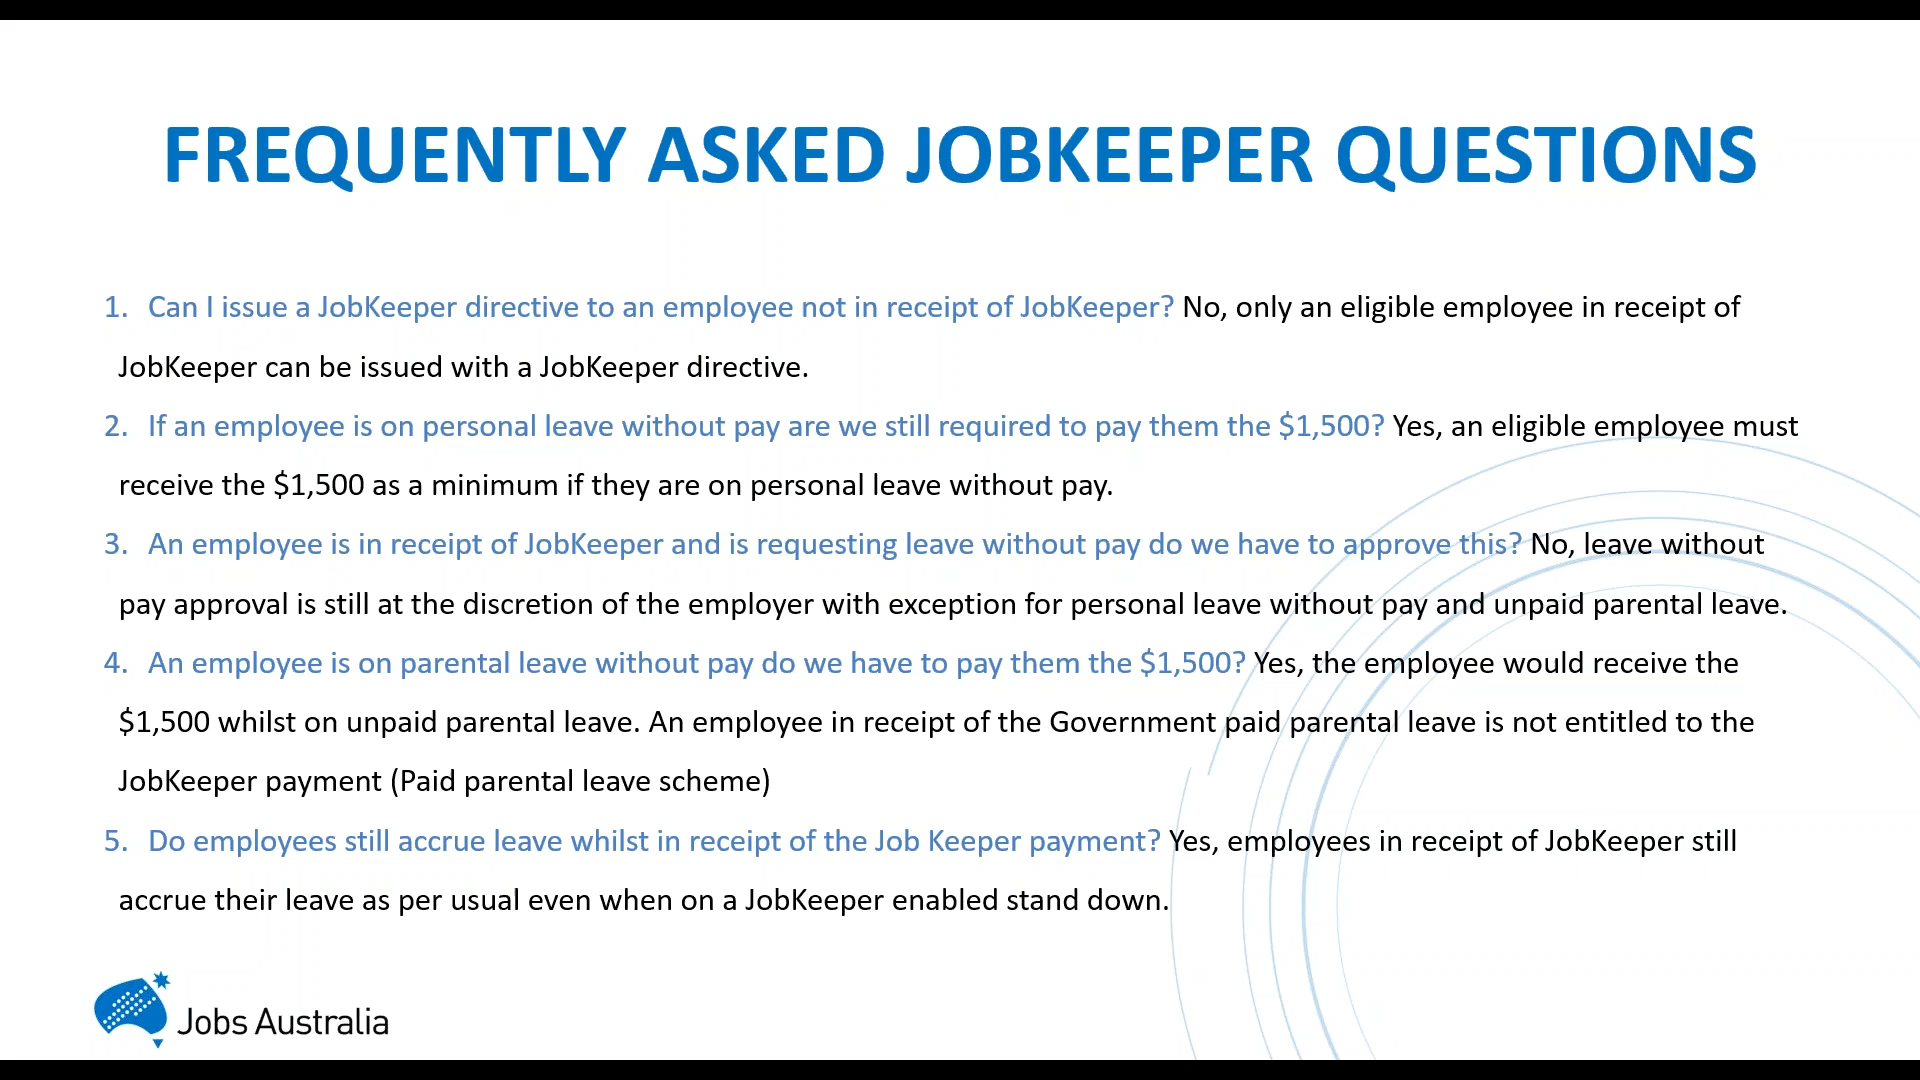 FREQUENTLY ASKED JOBKEEPER QUESTIONS
1. Can I issue a JobKeeper directive to an employee not in receipt of JobKeeper? No, only an eligible employee in receipt of
JobKeeper can be issued with a JobKeeper directive.
2. If an employee is on personal leave without pay are we still required to pay them the $1,500? Yes, an eligible employee must
receive the $1,500 as a minimum if they are on personal leave without pay.
3. An employee is in receipt of JobKeeper and is requesting leave without pay do we have to approve this? No, leave without
pay approval is still at the discretion of the employer with exception for personal leave without pay and unpaid parental leave.
4. An employee is on parental leave without pay do we have to pay them the $1,500? Yes, the employee would receive the
$1,500 whilst on unpaid parental leave. An employee in receipt of the Government paid parental leave is not entitled to the
JobKeeper payment (Paid parental leave scheme)
5. Do employees still accrue leave whilst in receipt of the Job Keeper payment? Yes, employees in receipt of JobKeeper still
accrue their leave as per usual even when on a JobKeeper enabled stand down.
Jobs Australia